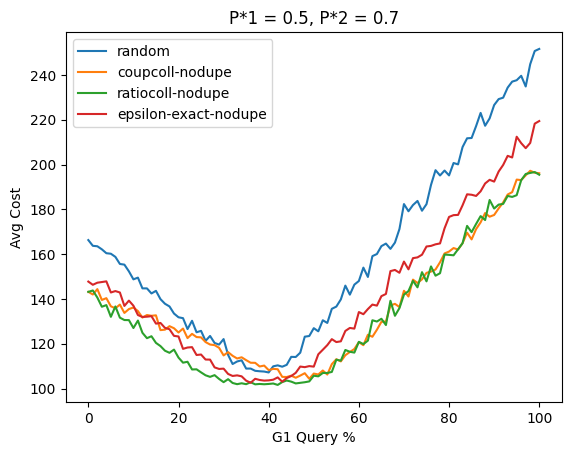 P*1 = 0.5, P*2 = 0.7
random
coupcoll-nodupe
ratiocoll-nodupe
epsilon-exact-nodupe
Avg Cost
240
220
200
180
160
140
120
100
0 20 40 60 80 100
G1 Query %